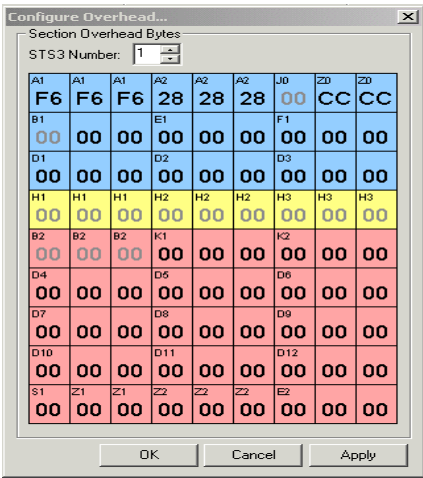 Configure Overhead...
Section Overhead Bytes
STS3 Number: 1
A1 A1 A1 A2 A2 A2 J0 Z0 Z0
F6 F6 F6 28 28 28 00 CC CC
B1 E1 F1
00 00 00 00 00 00 00 00 00
D1 D2 D3
00 00 00 00 00 00 00 00 00
H1 H1 H1 H2 H2 H2 H3 H3 H3
00 00 00 00 00 00 00 00 00
B2 B2 B2 K1 K2
00 00 00 00 00 00 00 00 00
D4 D5 D6
00 00 00 00 00 00 00 00 00
D7 D8 D9
00 00 00 00 00 00 00 00 00
D10 D11 D12
00 00 00 00 00 00 00 00 00
S1 Z1 Z1 Z2 Z2 Z2 E2
00 00 00 00 00 00 00 00 00
OK Cancel Apply